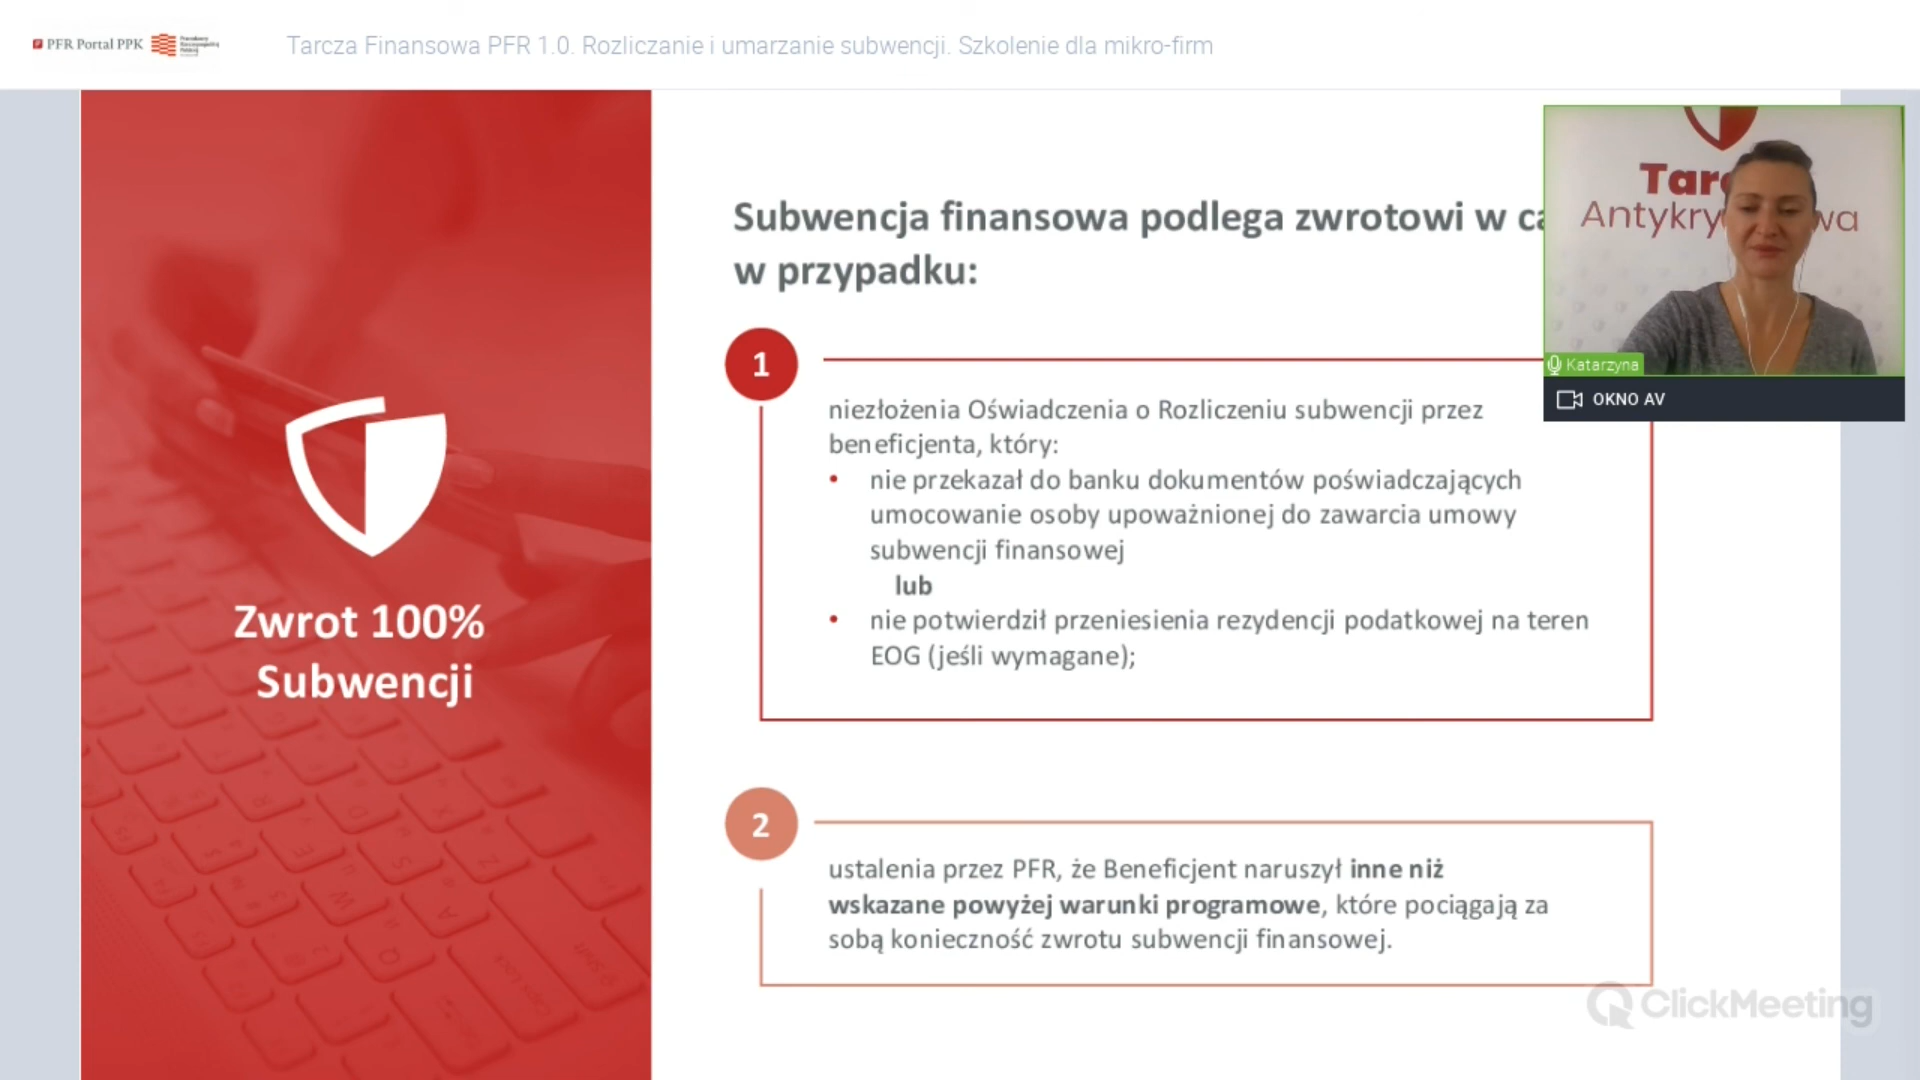 PFR Portal PPK
Tarcza Finansowa PFR 1.0. Rozliczanie i umarzanie subwencji. Szkolenie dla mikro-firm
Zwrot 100%
Subwencji
Subwencja finansowa podlega zwrotowi w
w przypadku:
1
niezłożenia Oświadczenia o Rozliczeniu subwencji przez
beneficjenta, który:
• nie przekazał do banku dokumentów poświadczających
umocowanie osoby upoważnionej do zawarcia umowy
subwencji finansowej
lub
• nie potwierdził przeniesienia rezydencji podatkowej na teren
EOG (jeśli wymagane);
2
ustalenia przez PFR, że Beneficjent naruszył inne niż
wskazane powyżej warunki programowe, które pociągają za
sobą konieczność zwrotu subwencji finansowej.
Katarzyna
OKNO AV
ClickMeeting